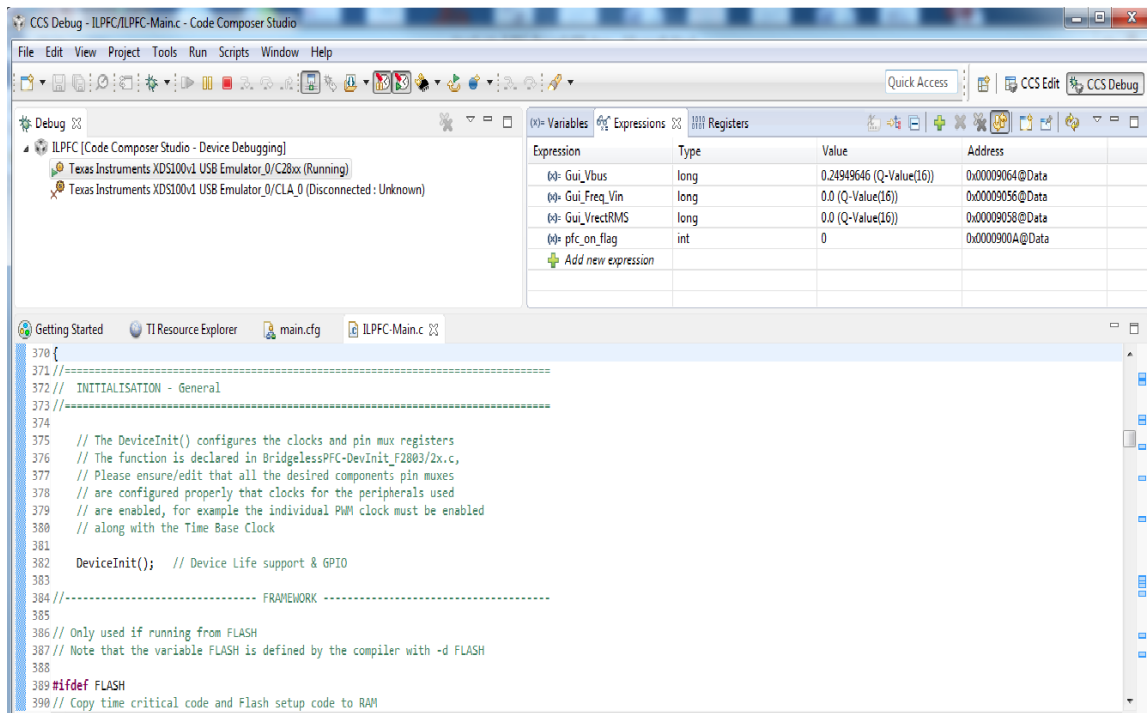 CCS Debug - ILPFC/ILPFC-Main.c - Code Composer Studio
File Edit View Project Tools Run Scripts Window Help
Quick Access CCS Edit CCS Debug
Debug
ILPFC [Code Composer Studio - Device Debugging]
Texas Instruments XDS100v1 USB Emulator_0/C28xx (Running)
Texas Instruments XDS100v1 USB Emulator_0/CLA_0 (Disconnected : Unknown)
(x)= Variables Expressions Registers
Expression Type Value Address
(x)= Gui_Vbus long 0.24949646 (Q-Value(16)) 0x00009064@Data
(x)= Gui_Freq_Vin long 0.0 (Q-Value(16)) 0x00009056@Data
(x)= Gui_VrectRMS long 0.0 (Q-Value(16)) 0x00009058@Data
(x)= pfc_on_flag int 0 0x0000900A@Data
Add new expression
Getting Started TI Resource Explorer main.cfg ILPFC-Main.c
370 {
371 //==================================================================================
372 //  INITIALISATION - General
373 //==================================================================================
374
375    // The DeviceInit() configures the clocks and pin mux registers
376    // The function is declared in BridgelessPFC-DevInit_F2803/2x.c,
377    // Please ensure/edit that all the desired components pin muxes
378    // are configured properly that clocks for the peripherals used
379    // are enabled, for example the individual PWM clock must be enabled
380    // along with the Time Base Clock
381
382    DeviceInit();   // Device Life support & GPIO
383
384 //-------------------------------- FRAMEWORK --------------------------------------
385
386 // Only used if running from FLASH
387 // Note that the variable FLASH is defined by the compiler with -d FLASH
388
389 #ifdef FLASH
390 // Copy time critical code and Flash setup code to RAM